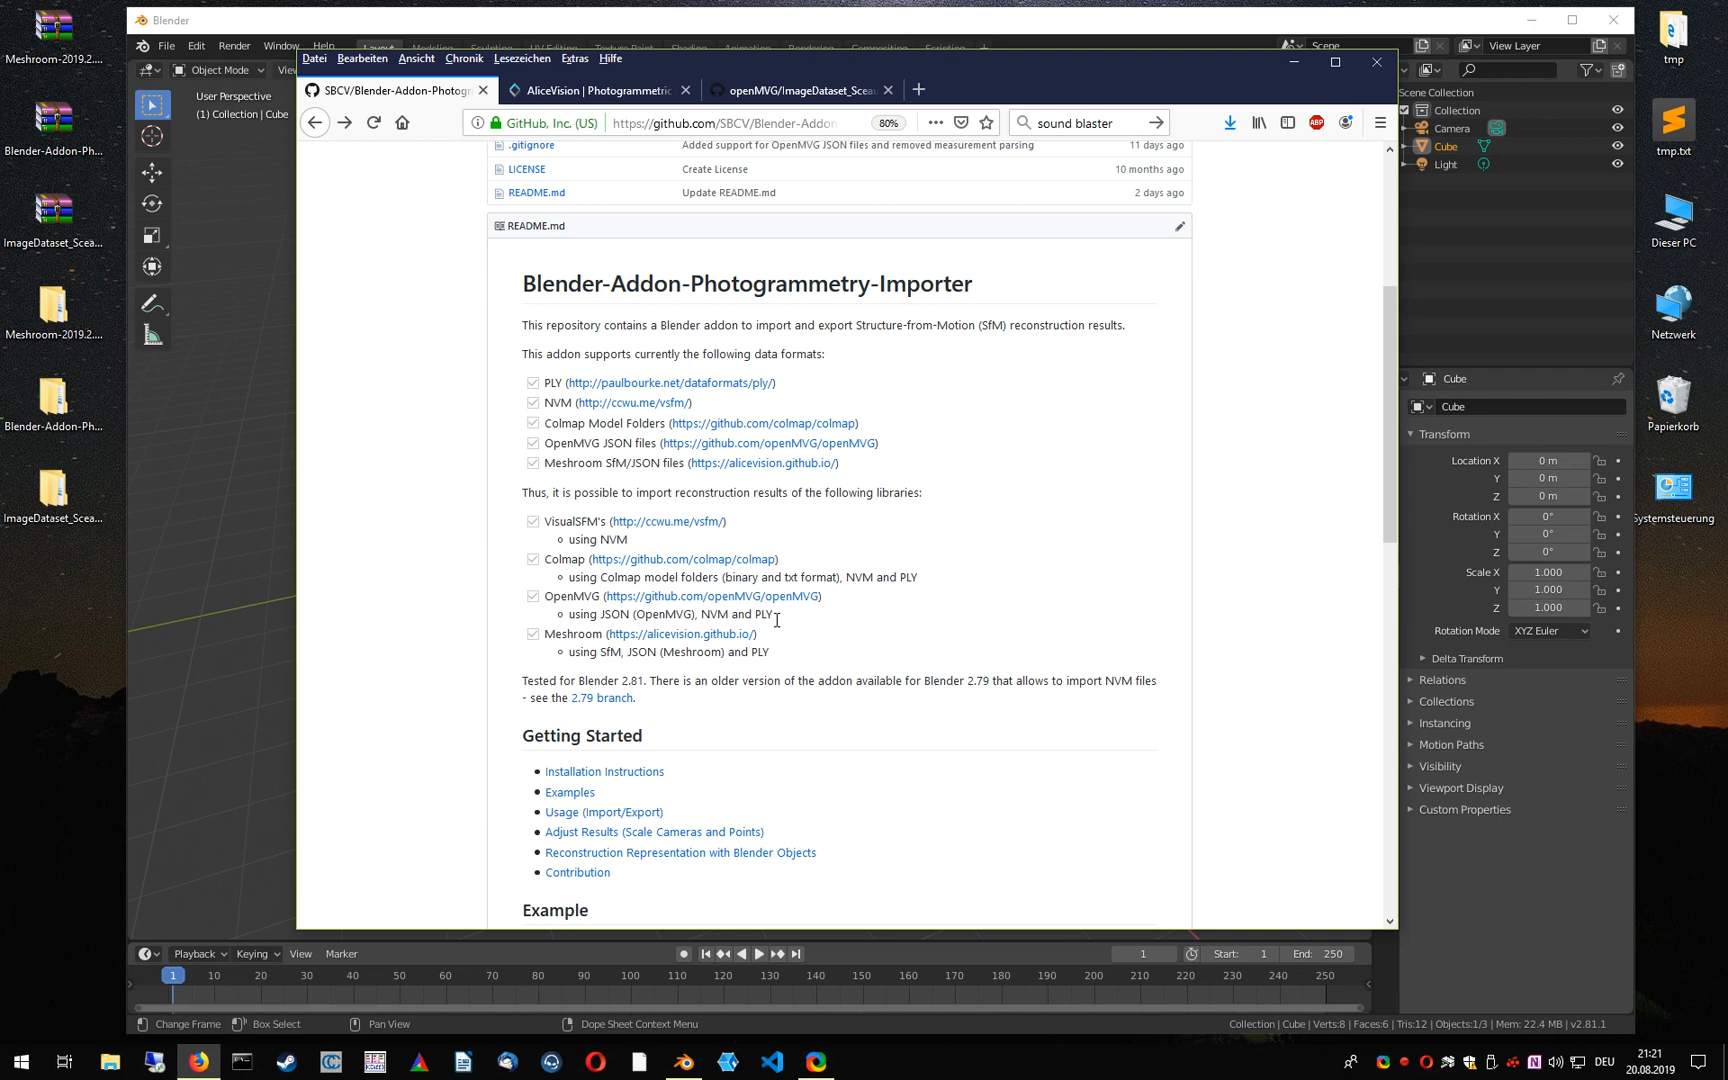 Blender
File Edit Render Window Help
Scene
View Layer
Object Mode
User Perspective
(1) Collection | Cube
Datei Bearbeiten Ansicht Chronik Lesezeichen Extras Hilfe
SBCV/Blender-Addon-Photogr
AliceVision | Photogrammetric
openMVG/ImageDataset_Sceau
GitHub, Inc. (US)
https://github.com/SBCV/Blender-Addon
80%
sound blaster
.gitignore Added support for OpenMVG JSON files and removed measurement parsing 11 days ago
LICENSE Create License 10 months ago
README.md Update README.md 2 days ago
README.md
Blender-Addon-Photogrammetry-Importer
This repository contains a Blender addon to import and export Structure-from-Motion (SfM) reconstruction results.
This addon supports currently the following data formats:
PLY (http://paulbourke.net/dataformats/ply/)
NVM (http://ccwu.me/vsfm/)
Colmap Model Folders (https://github.com/colmap/colmap)
OpenMVG JSON files (https://github.com/openMVG/openMVG)
Meshroom SfM/JSON files (https://alicevision.github.io/)
Thus, it is possible to import reconstruction results of the following libraries:
VisualSFM's (http://ccwu.me/vsfm/)
using NVM
Colmap (https://github.com/colmap/colmap)
using Colmap model folders (binary and txt format), NVM and PLY
OpenMVG (https://github.com/openMVG/openMVG)
using JSON (OpenMVG), NVM and PLY
Meshroom (https://alicevision.github.io/)
using SfM, JSON (Meshroom) and PLY
Tested for Blender 2.81. There is an older version of the addon available for Blender 2.79 that allows to import NVM files
- see the 2.79 branch.
Getting Started
Installation Instructions
Examples
Usage (Import/Export)
Adjust Results (Scale Cameras and Points)
Reconstruction Representation with Blender Objects
Contribution
Example
Meshroom-2019.2....
Blender-Addon-Ph...
ImageDataset_Scea...
Meshroom-2019.2....
Blender-Addon-Ph...
ImageDataset_Scea...
Scene Collection
Collection
Camera
Cube
Light
Cube
Cube
Transform
Location X 0 m
Y 0 m
Z 0 m
Rotation X 0°
Y 0°
Z 0°
Scale X 1.000
Y 1.000
Z 1.000
Rotation Mode XYZ Euler
Delta Transform
Relations
Collections
Instancing
Motion Paths
Visibility
Viewport Display
Custom Properties
tmp
tmp.txt
Dieser PC
Netzwerk
Papierkorb
Systemsteuerung
Playback Keying View Marker
1 Start: 1 End: 250
1 10 20 30 40 50 60 70 80 90 100 110 120 130 140 150 160 170 180 190 200 210 220 230 240 250
Change Frame Box Select Pan View Dope Sheet Context Menu
Collection | Cube | Verts:8 | Faces:6 | Tris:12 | Objects:1/3 | Mem: 22.4 MB | v2.81.1
DEU
21:21
20.08.2019